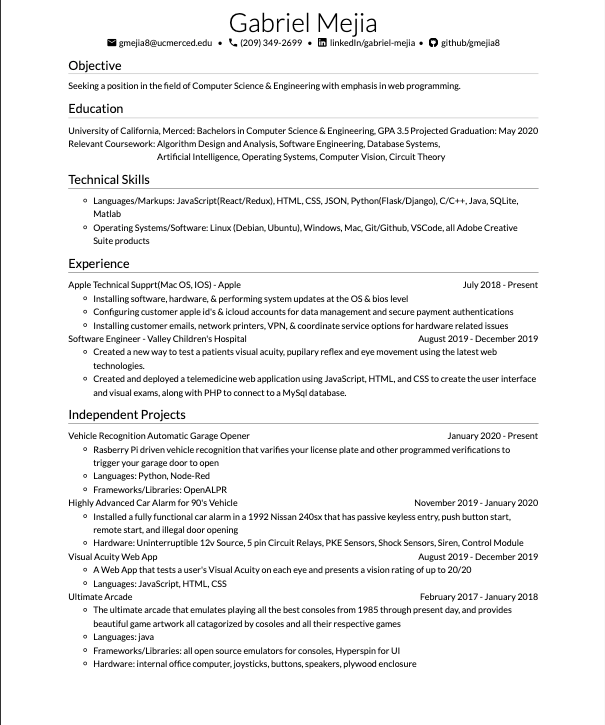 Gabriel Mejia
gmejia8@ucmerced.edu • (209) 349-2699 • linkedIn/gabriel-mejia • github/gmejia8
Objective
Seeking a position in the field of Computer Science & Engineering with emphasis in web programming.
Education
University of California, Merced: Bachelors in Computer Science & Engineering, GPA 3.5 Projected Graduation: May 2020
Relevant Coursework: Algorithm Design and Analysis, Software Engineering, Database Systems,
Artificial Intelligence, Operating Systems, Computer Vision, Circuit Theory
Technical Skills
◦ Languages/Markups: JavaScript(React/Redux), HTML, CSS, JSON, Python(Flask/Django), C/C++, Java, SQLite,
Matlab
◦ Operating Systems/Software: Linux (Debian, Ubuntu), Windows, Mac, Git/Github, VSCode, all Adobe Creative
Suite products
Experience
Apple Technical Supprt(Mac OS, IOS) - Apple July 2018 - Present
◦ Installing software, hardware, & performing system updates at the OS & bios level
◦ Configuring customer apple id's & icloud accounts for data management and secure payment authentications
◦ Installing customer emails, network printers, VPN, & coordinate service options for hardware related issues
Software Engineer - Valley Children's Hospital August 2019 - December 2019
◦ Created a new way to test a patients visual acuity, pupilary reflex and eye movement using the latest web
technologies.
◦ Created and deployed a telemedicine web application using JavaScript, HTML, and CSS to create the user interface
and visual exams, along with PHP to connect to a MySql database.
Independent Projects
Vehicle Recognition Automatic Garage Opener January 2020 - Present
◦ Rasberry Pi driven vehicle recognition that varifies your license plate and other programmed verifications to
trigger your garage door to open
◦ Languages: Python, Node-Red
◦ Frameworks/Libraries: OpenALPR
Highly Advanced Car Alarm for 90's Vehicle November 2019 - January 2020
◦ Installed a fully functional car alarm in a 1992 Nissan 240sx that has passive keyless entry, push button start,
remote start, and illegal door opening
◦ Hardware: Uninterruptible 12v Source, 5 pin Circuit Relays, PKE Sensors, Shock Sensors, Siren, Control Module
Visual Acuity Web App August 2019 - December 2019
◦ A Web App that tests a user's Visual Acuity on each eye and presents a vision rating of up to 20/20
◦ Languages: JavaScript, HTML, CSS
Ultimate Arcade February 2017 - January 2018
◦ The ultimate arcade that emulates playing all the best consoles from 1985 through present day, and provides
beautiful game artwork all catagorized by cosoles and all their respective games
◦ Languages: java
◦ Frameworks/Libraries: all open source emulators for consoles, Hyperspin for UI
◦ Hardware: internal office computer, joysticks, buttons, speakers, plywood enclosure